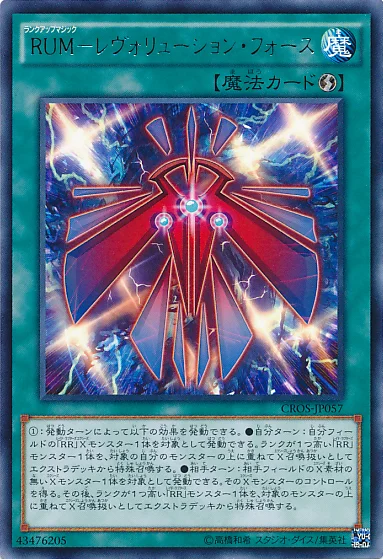 ランクアップマジック
RUM－レヴォリューション・フォース
魔
【魔法カード】
CROS-JP057
①：発動ターンによって以下の効果を発動できる。●自分ターン：自分フィー
ルドの「RR」Xモンスター1体を対象として発動できる。ランクが1つ高い「RR」
モンスター1体を、対象の自分のモンスターの上に重ねてX召喚扱いとして
エクストラデッキから特殊召喚する。●相手ターン：相手フィールドのX素材の
無いXモンスター1体を対象として発動できる。そのXモンスターのコントロール
を得る。その後、ランクが1つ高い「RR」モンスター1体を、対象のモンスターの上
に重ねてX召喚扱いとしてエクストラデッキから特殊召喚する。
43476205
©高橋和希 スタジオ・ダイス/集英社